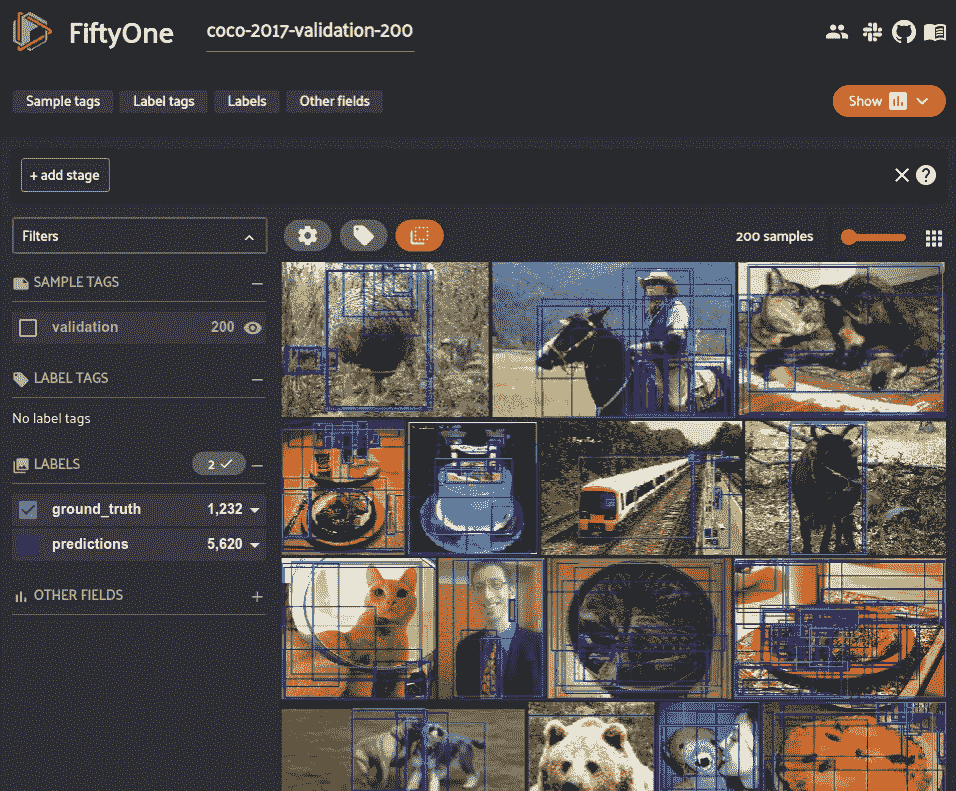 FiftyOne
coco-2017-validation-200
Sample tags
Label tags
Labels
Other fields
Show
+ add stage
Filters
200 samples
SAMPLE TAGS
validation 200
LABEL TAGS
No label tags
LABELS 2
ground_truth 1,232
predictions 5,620
OTHER FIELDS